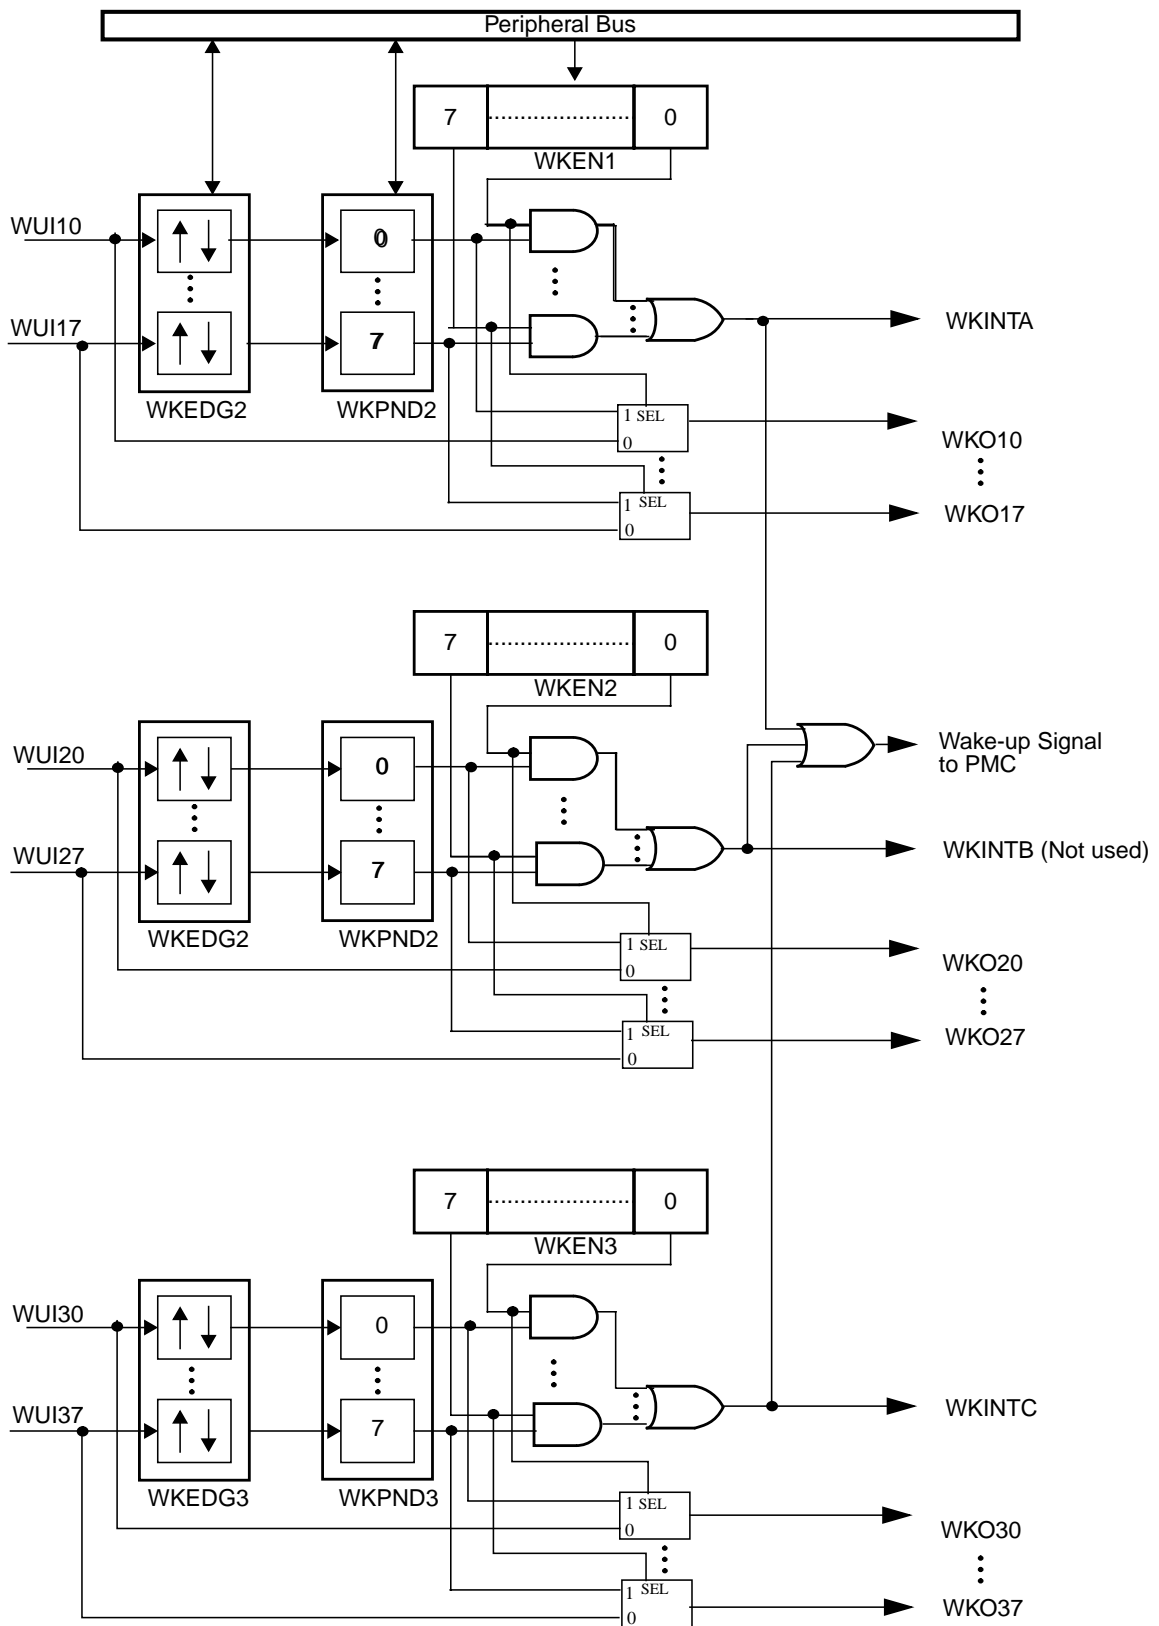 Peripheral Bus
7 0
WKEN1
WUI10
0
WUI17
7
WKINTA
WKEDG2 WKPND2
1 SEL
0
WKO10
1 SEL
0
WKO17
7 0
WKEN2
WUI20
0
Wake-up Signal
to PMC
WUI27
7
WKINTB (Not used)
WKEDG2 WKPND2
1 SEL
0
WKO20
1 SEL
0
WKO27
7 0
WKEN3
WUI30
0
WUI37
7
WKINTC
WKEDG3 WKPND3
1 SEL
0
WKO30
1 SEL
0
WKO37